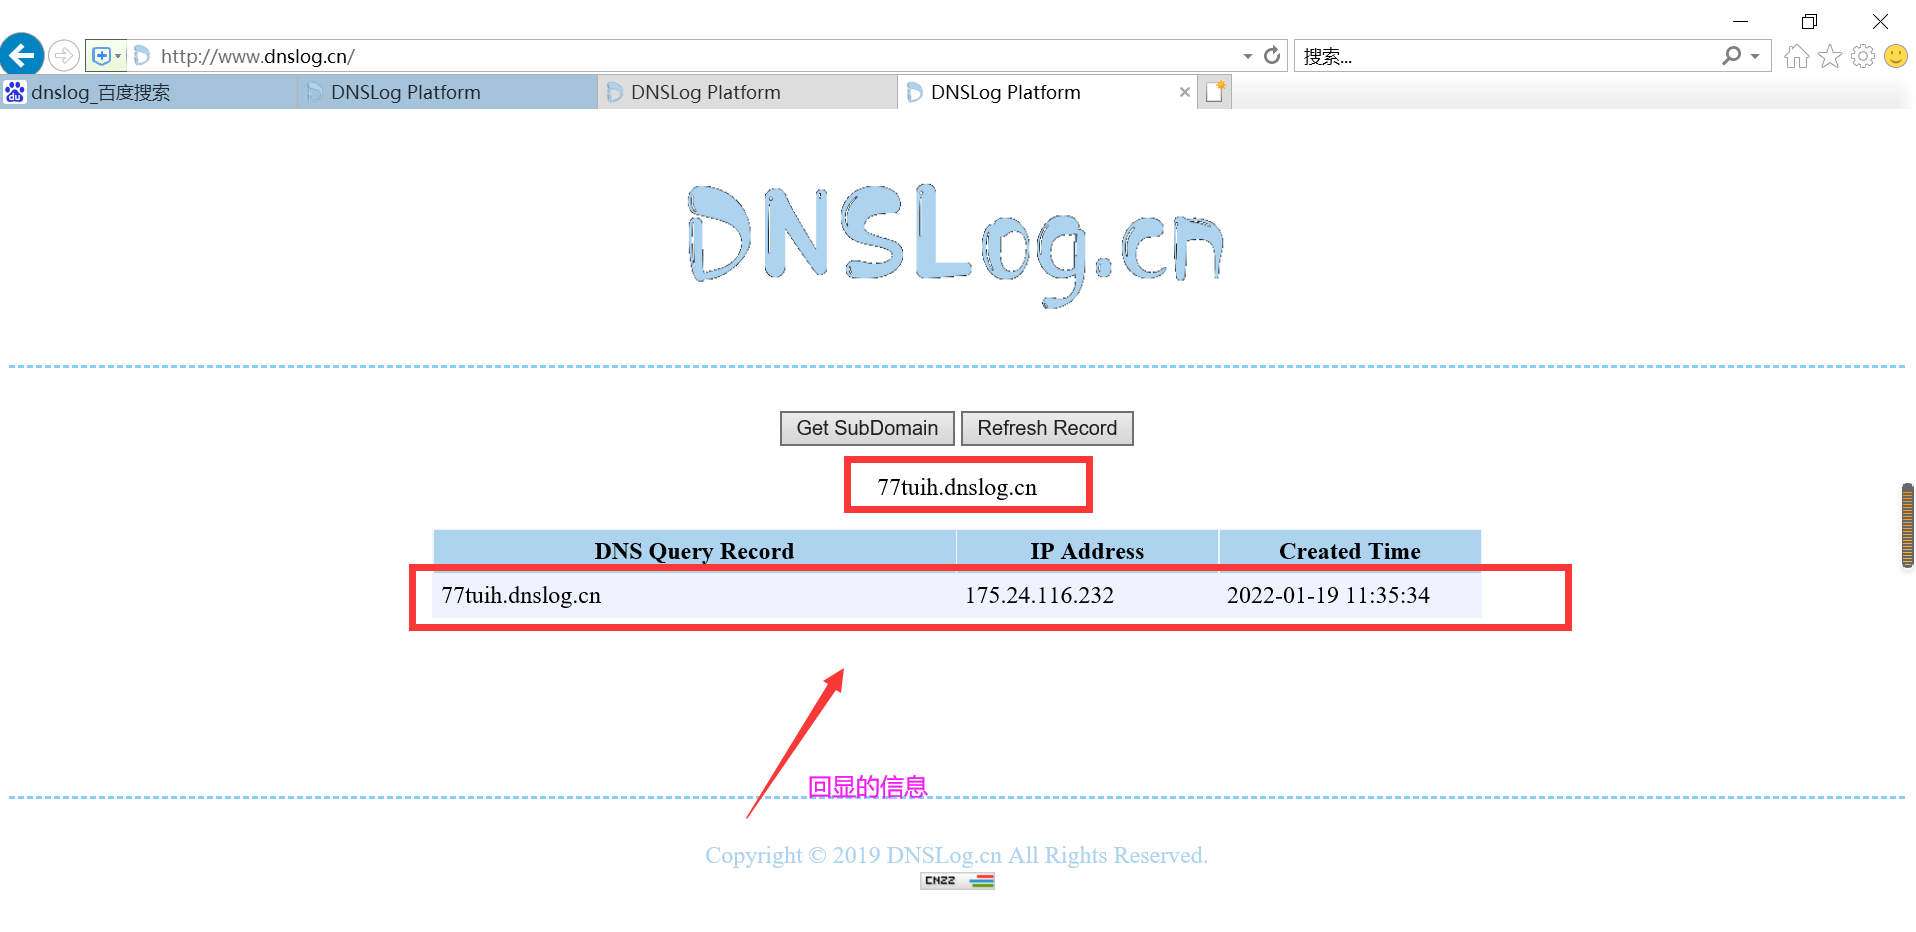 http://www.dnslog.cn/
搜索...
dnslog_百度搜索
DNSLog Platform
DNSLog Platform
DNSLog Platform
DNSLog.cn
Get SubDomain
Refresh Record
77tuih.dnslog.cn
DNS Query Record IP Address Created Time
77tuih.dnslog.cn 175.24.116.232 2022-01-19 11:35:34
回显的信息
Copyright © 2019 DNSLog.cn All Rights Reserved.
CNZZ